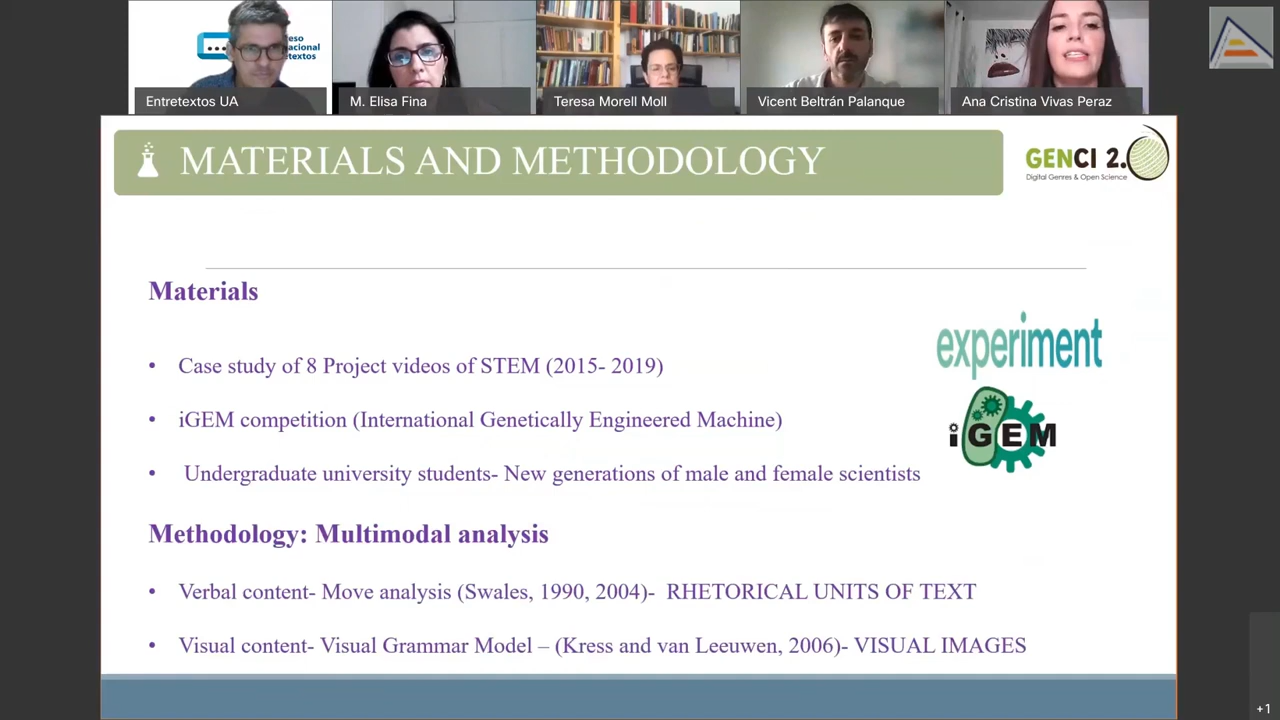 eso
nacional
textos
Entretextos UA
M. Elisa Fina
Teresa Morell Moll
Vicent Beltrán Palanque
Ana Cristina Vivas Peraz
MATERIALS AND METHODOLOGY
GENCI 2.
Digital Genres & Open Science
Materials
• Case study of 8 Project videos of STEM (2015- 2019)
• iGEM competition (International Genetically Engineered Machine)
• Undergraduate university students- New generations of male and female scientists
experiment
iGEM
Methodology: Multimodal analysis
• Verbal content- Move analysis (Swales, 1990, 2004)- RHETORICAL UNITS OF TEXT
• Visual content- Visual Grammar Model – (Kress and van Leeuwen, 2006)- VISUAL IMAGES
+1